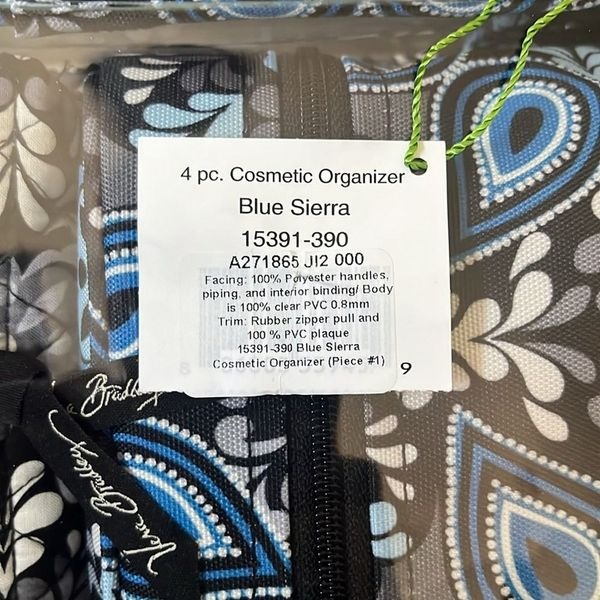 4 pc. Cosmetic Organizer
Blue Sierra
15391-390
A271865 JI2 000
Facing: 100% Polyester handles,
piping, and interior binding/ Body
is 100% clear PVC 0.8mm
Trim: Rubber zipper pull and
100 % PVC plaque
15391-390 Blue Sierra
Cosmetic Organizer (Piece #1)
9
Bradley
Vera Bradley